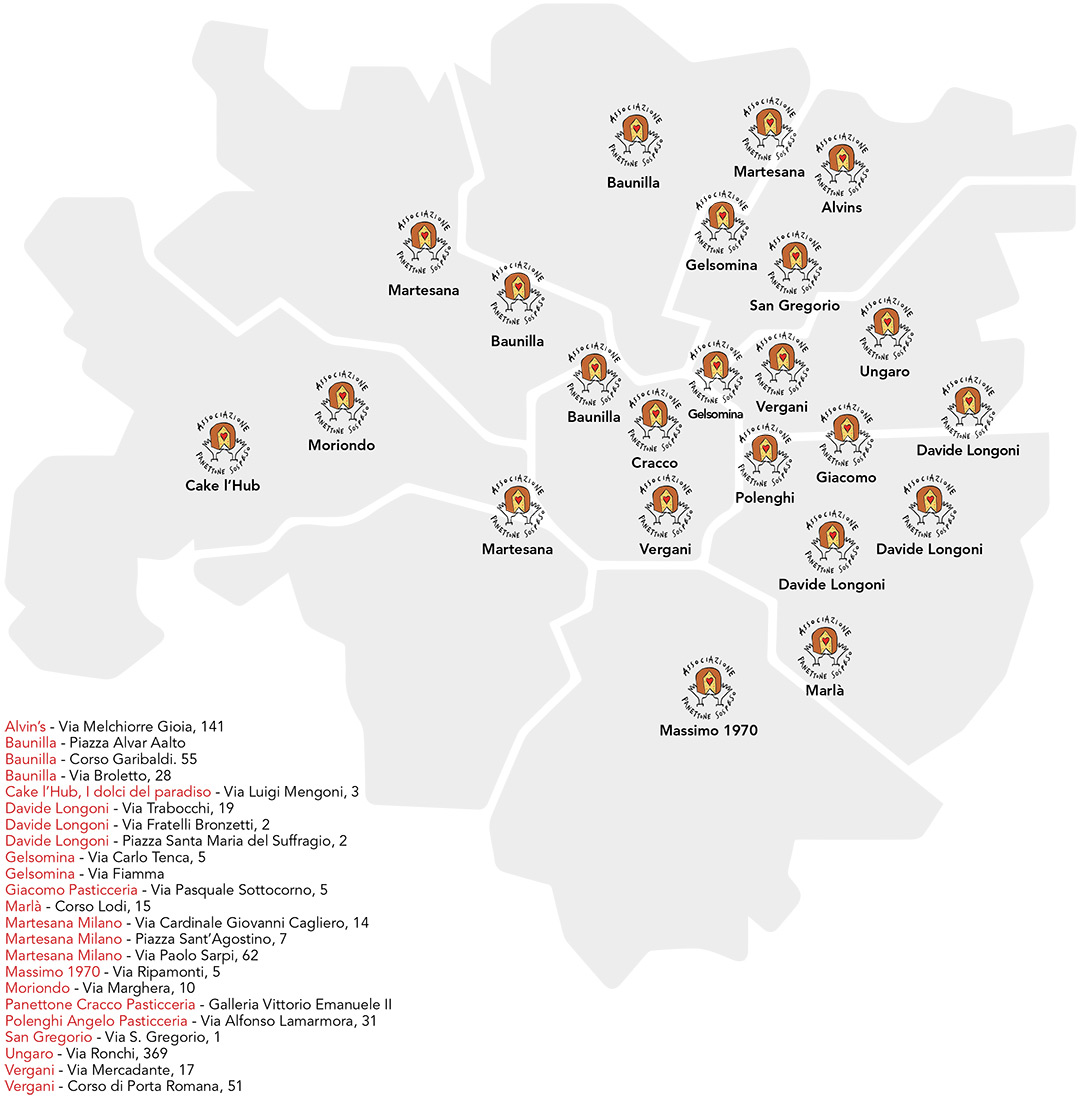 ASSOCIAZIONE
PANETTONE SOSPESO
Baunilla
ASSOCIAZIONE
PANETTONE SOSPESO
Martesana
ASSOCIAZIONE
PANETTONE SOSPESO
Alvins
ASSOCIAZIONE
PANETTONE SOSPESO
Gelsomina
ASSOCIAZIONE
PANETTONE SOSPESO
Martesana
ASSOCIAZIONE
PANETTONE SOSPESO
San Gregorio
ASSOCIAZIONE
PANETTONE SOSPESO
Baunilla
ASSOCIAZIONE
PANETTONE SOSPESO
Ungaro
ASSOCIAZIONE
PANETTONE SOSPESO
Vergani
ASSOCIAZIONE
PANETTONE SOSPESO
Gelsomina
ASSOCIAZIONE
PANETTONE SOSPESO
Baunilla
ASSOCIAZIONE
PANETTONE SOSPESO
Moriondo
ASSOCIAZIONE
PANETTONE SOSPESO
Davide Longoni
ASSOCIAZIONE
PANETTONE SOSPESO
Cracco
ASSOCIAZIONE
PANETTONE SOSPESO
Giacomo
ASSOCIAZIONE
PANETTONE SOSPESO
Cake l'Hub
ASSOCIAZIONE
PANETTONE SOSPESO
Polenghi
ASSOCIAZIONE
PANETTONE SOSPESO
Martesana
ASSOCIAZIONE
PANETTONE SOSPESO
Vergani
ASSOCIAZIONE
PANETTONE SOSPESO
Davide Longoni
ASSOCIAZIONE
PANETTONE SOSPESO
Davide Longoni
ASSOCIAZIONE
PANETTONE SOSPESO
Marlà
ASSOCIAZIONE
PANETTONE SOSPESO
Massimo 1970
Alvin's - Via Melchiorre Gioia, 141
Baunilla - Piazza Alvar Aalto
Baunilla - Corso Garibaldi. 55
Baunilla - Via Broletto, 28
Cake l'Hub, I dolci del paradiso - Via Luigi Mengoni, 3
Davide Longoni - Via Trabocchi, 19
Davide Longoni - Via Fratelli Bronzetti, 2
Davide Longoni - Piazza Santa Maria del Suffragio, 2
Gelsomina - Via Carlo Tenca, 5
Gelsomina - Via Fiamma
Giacomo Pasticceria - Via Pasquale Sottocorno, 5
Marlà - Corso Lodi, 15
Martesana Milano - Via Cardinale Giovanni Cagliero, 14
Martesana Milano - Piazza Sant'Agostino, 7
Martesana Milano - Via Paolo Sarpi, 62
Massimo 1970 - Via Ripamonti, 5
Moriondo - Via Marghera, 10
Panettone Cracco Pasticceria - Galleria Vittorio Emanuele II
Polenghi Angelo Pasticceria - Via Alfonso Lamarmora, 31
San Gregorio - Via S. Gregorio, 1
Ungaro - Via Ronchi, 369
Vergani - Via Mercadante, 17
Vergani - Corso di Porta Romana, 51